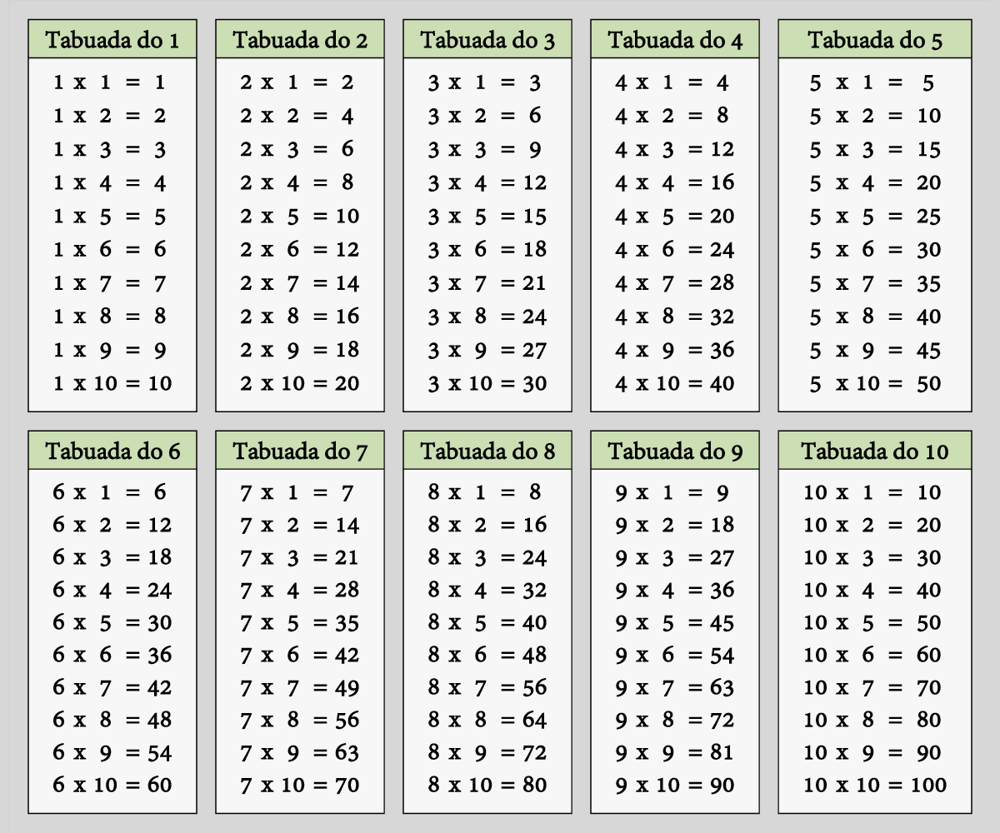 Tabuada do 1
1 x 1 = 1
1 x 2 = 2
1 x 3 = 3
1 x 4 = 4
1 x 5 = 5
1 x 6 = 6
1 x 7 = 7
1 x 8 = 8
1 x 9 = 9
1 x 10 = 10
Tabuada do 2
2 x 1 = 2
2 x 2 = 4
2 x 3 = 6
2 x 4 = 8
2 x 5 = 10
2 x 6 = 12
2 x 7 = 14
2 x 8 = 16
2 x 9 = 18
2 x 10 = 20
Tabuada do 3
3 x 1 = 3
3 x 2 = 6
3 x 3 = 9
3 x 4 = 12
3 x 5 = 15
3 x 6 = 18
3 x 7 = 21
3 x 8 = 24
3 x 9 = 27
3 x 10 = 30
Tabuada do 4
4 x 1 = 4
4 x 2 = 8
4 x 3 = 12
4 x 4 = 16
4 x 5 = 20
4 x 6 = 24
4 x 7 = 28
4 x 8 = 32
4 x 9 = 36
4 x 10 = 40
Tabuada do 5
5 x 1 = 5
5 x 2 = 10
5 x 3 = 15
5 x 4 = 20
5 x 5 = 25
5 x 6 = 30
5 x 7 = 35
5 x 8 = 40
5 x 9 = 45
5 x 10 = 50
Tabuada do 6
6 x 1 = 6
6 x 2 = 12
6 x 3 = 18
6 x 4 = 24
6 x 5 = 30
6 x 6 = 36
6 x 7 = 42
6 x 8 = 48
6 x 9 = 54
6 x 10 = 60
Tabuada do 7
7 x 1 = 7
7 x 2 = 14
7 x 3 = 21
7 x 4 = 28
7 x 5 = 35
7 x 6 = 42
7 x 7 = 49
7 x 8 = 56
7 x 9 = 63
7 x 10 = 70
Tabuada do 8
8 x 1 = 8
8 x 2 = 16
8 x 3 = 24
8 x 4 = 32
8 x 5 = 40
8 x 6 = 48
8 x 7 = 56
8 x 8 = 64
8 x 9 = 72
8 x 10 = 80
Tabuada do 9
9 x 1 = 9
9 x 2 = 18
9 x 3 = 27
9 x 4 = 36
9 x 5 = 45
9 x 6 = 54
9 x 7 = 63
9 x 8 = 72
9 x 9 = 81
9 x 10 = 90
Tabuada do 10
10 x 1 = 10
10 x 2 = 20
10 x 3 = 30
10 x 4 = 40
10 x 5 = 50
10 x 6 = 60
10 x 7 = 70
10 x 8 = 80
10 x 9 = 90
10 x 10 = 100